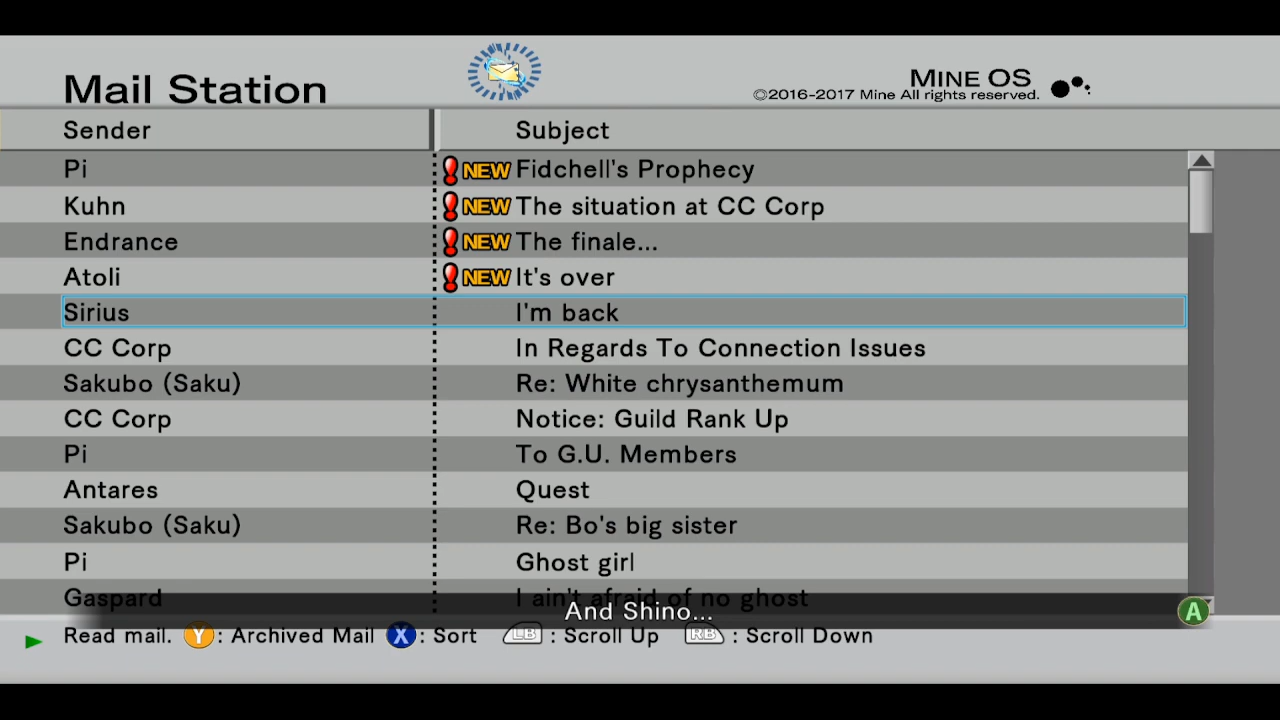 Mail Station
MINE OS
©2016-2017 Mine All rights reserved.
Sender Subject
Pi NEW Fidchell's Prophecy
Kuhn NEW The situation at CC Corp
Endrance NEW The finale...
Atoli NEW It's over
Sirius I'm back
CC Corp In Regards To Connection Issues
Sakubo (Saku) Re: White chrysanthemum
CC Corp Notice: Guild Rank Up
Pi To G.U. Members
Antares Quest
Sakubo (Saku) Re: Bo's big sister
Pi Ghost girl
Gaspard I ain't afraid of no ghost
And Shino... A
Read mail. Y : Archived Mail X : Sort LB : Scroll Up RB : Scroll Down